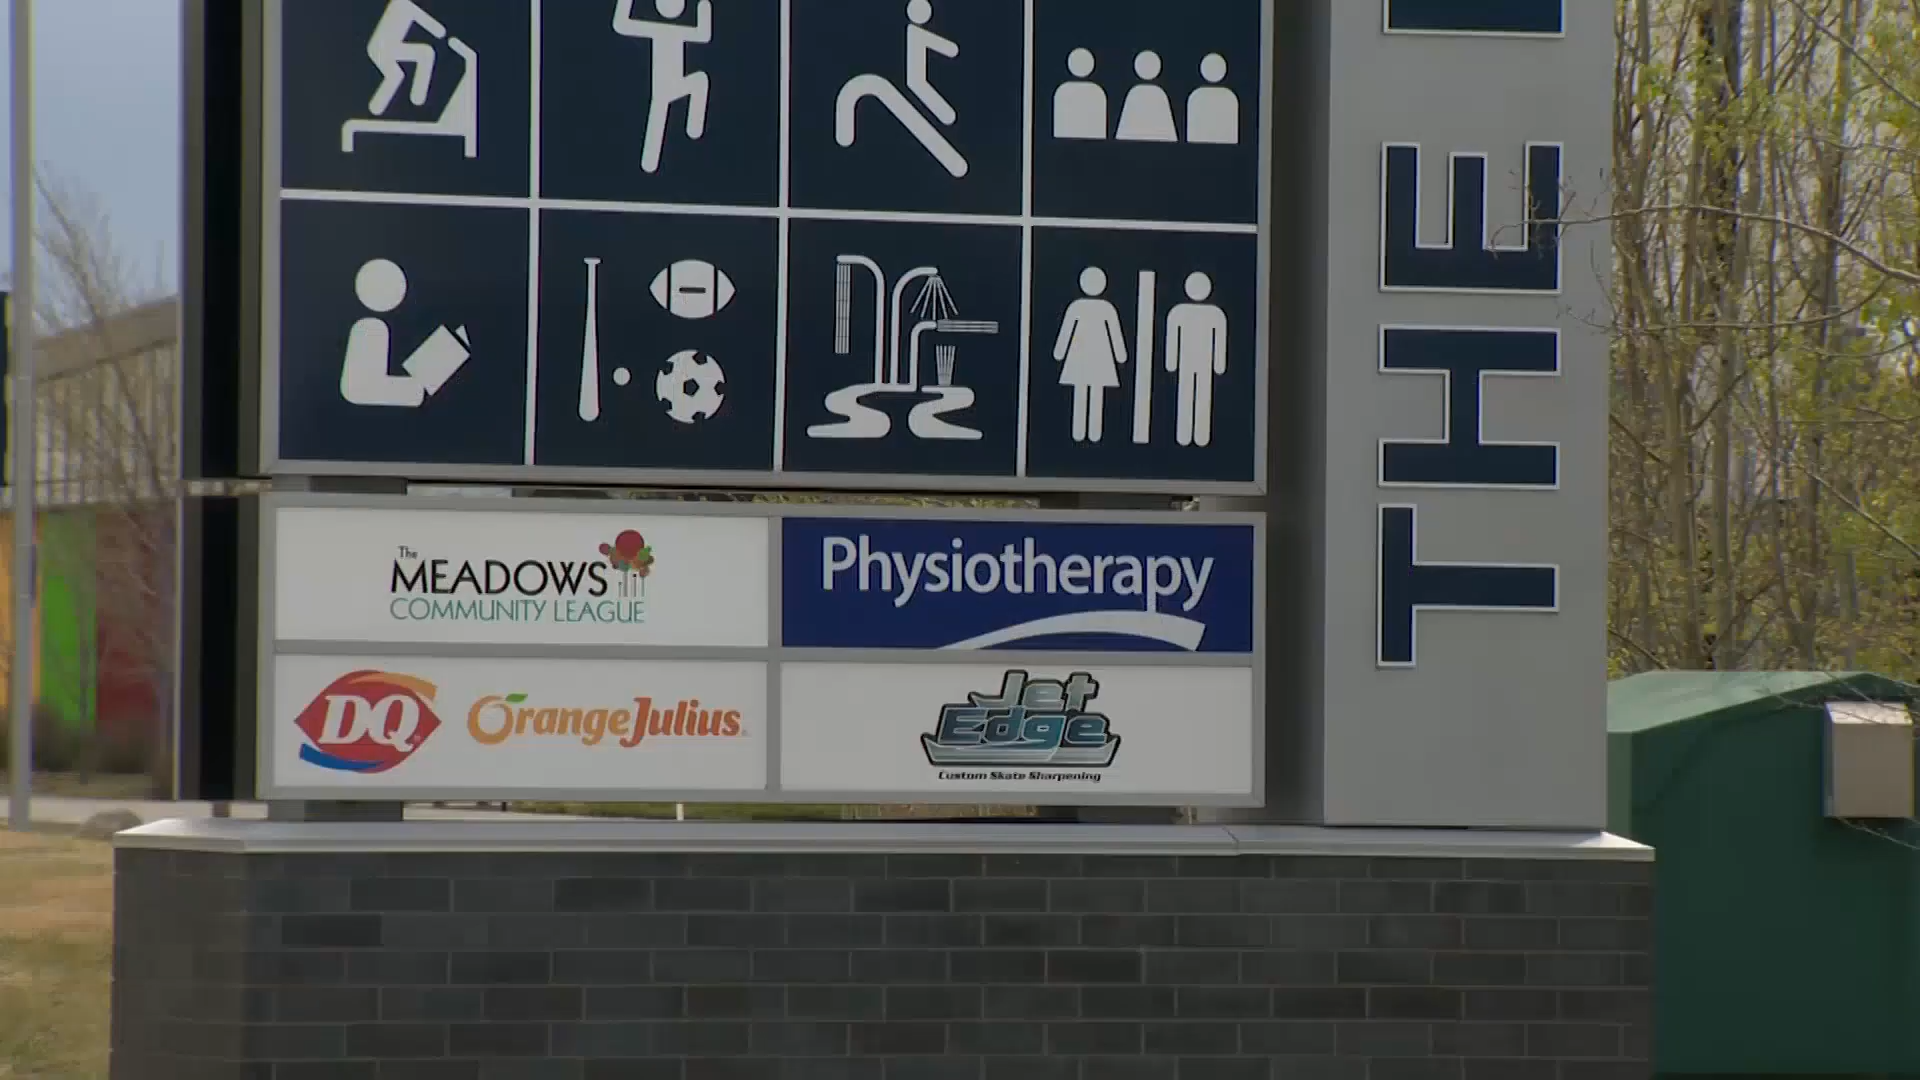 The
MEADOWS
COMMUNITY LEAGUE
Physiotherapy
DQ OrangeJulius.
Jet
Edge
Custom Skate Sharpening
THE